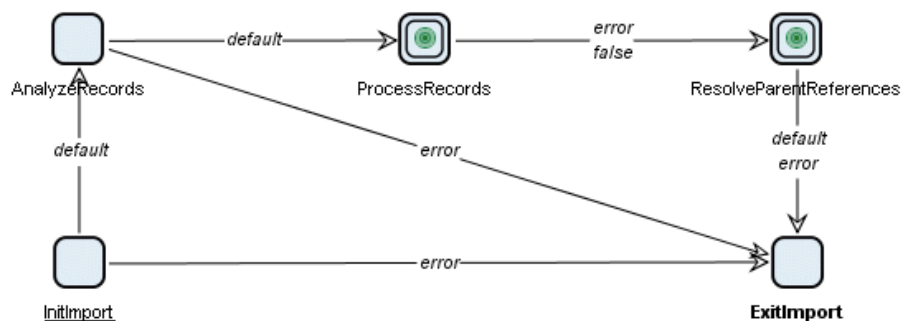 default
error
false
AnalyzeRecords
ProcessRecords
ResolveParentReferences
default
error
default
error
error
InitImport
ExitImport